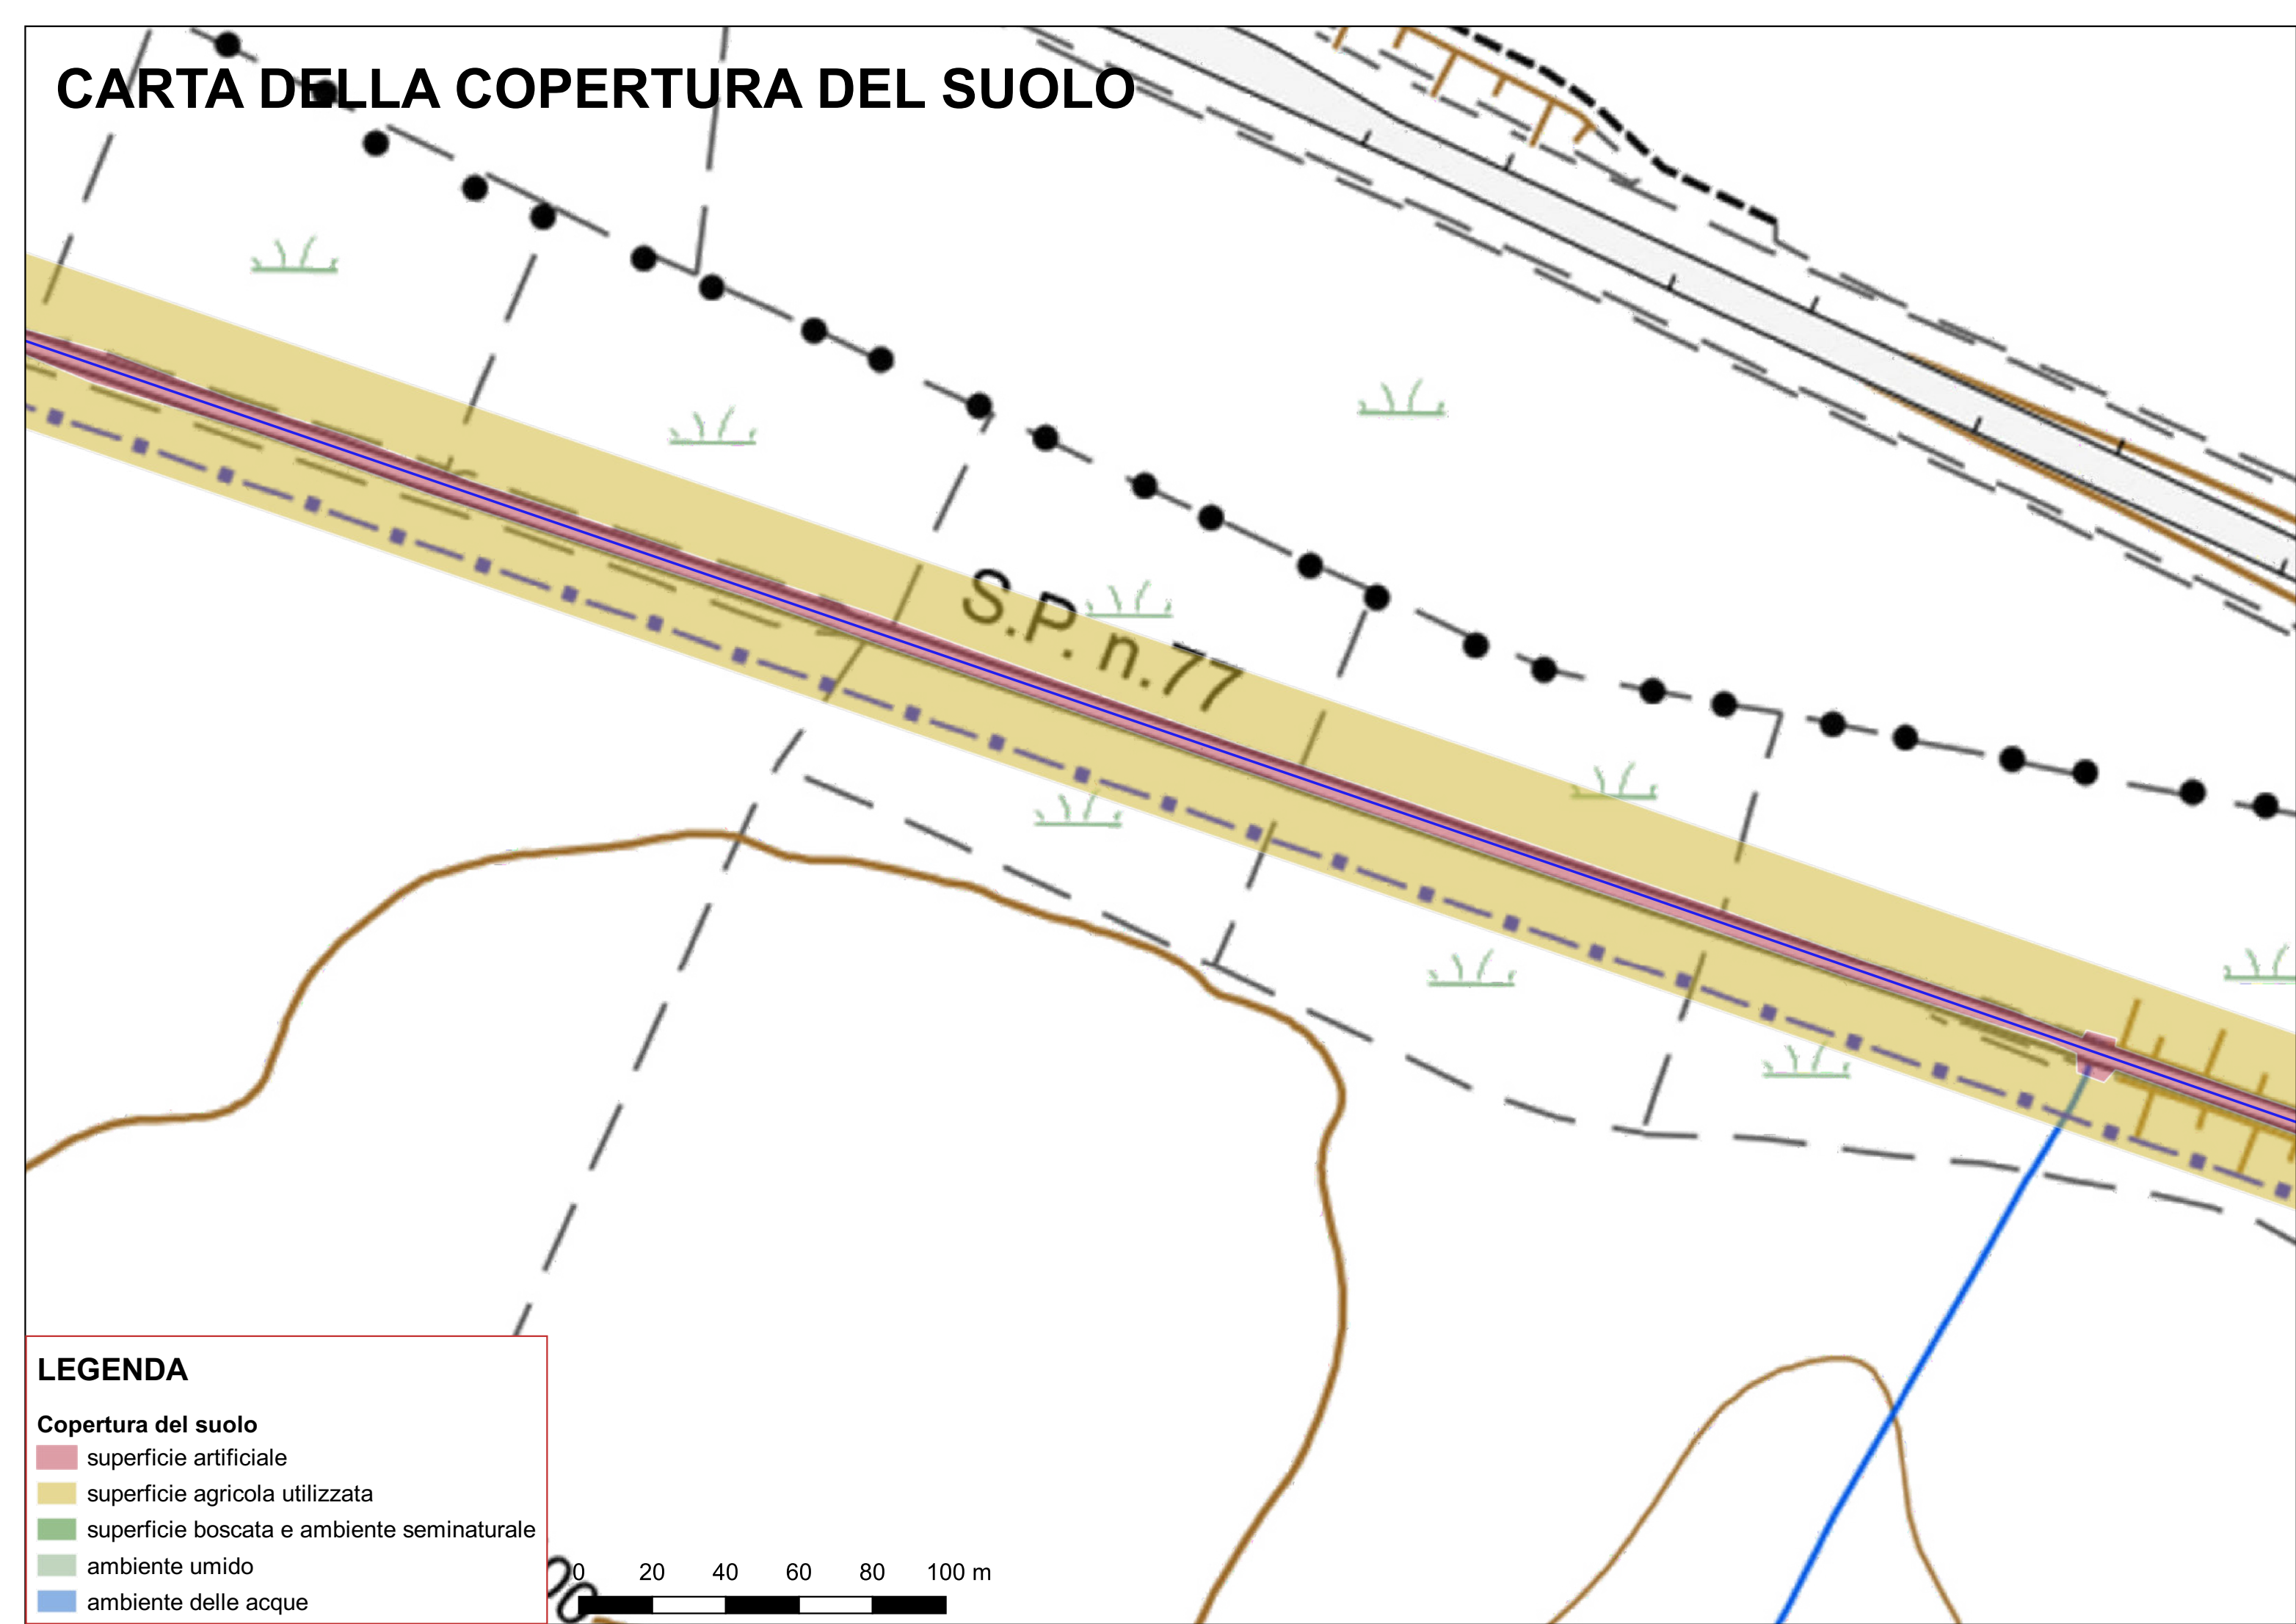 CARTA DELLA COPERTURA DEL SUOLO
S.P. n.77
LEGENDA
Copertura del suolo
superficie artificiale
superficie agricola utilizzata
superficie boscata e ambiente seminaturale
ambiente umido
ambiente delle acque
0 20 40 60 80 100 m